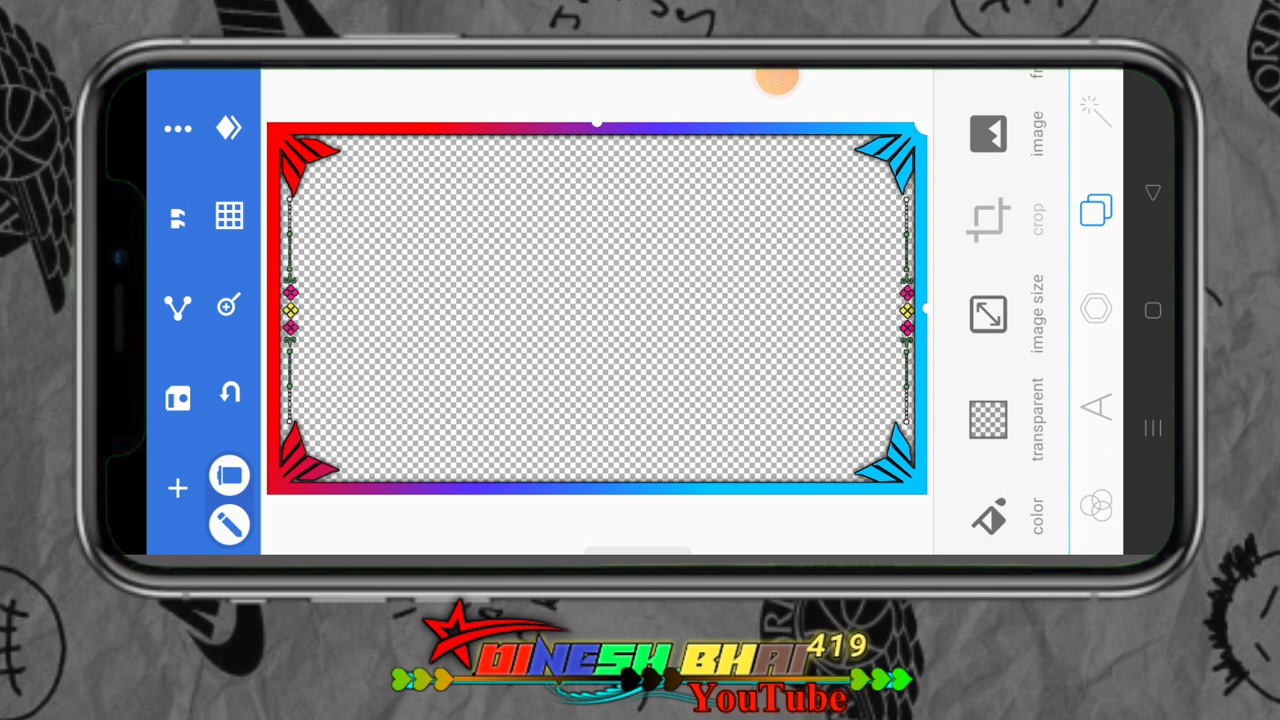 image
crop
image size
transparent
color
DINESH BHAI 419
YouTube